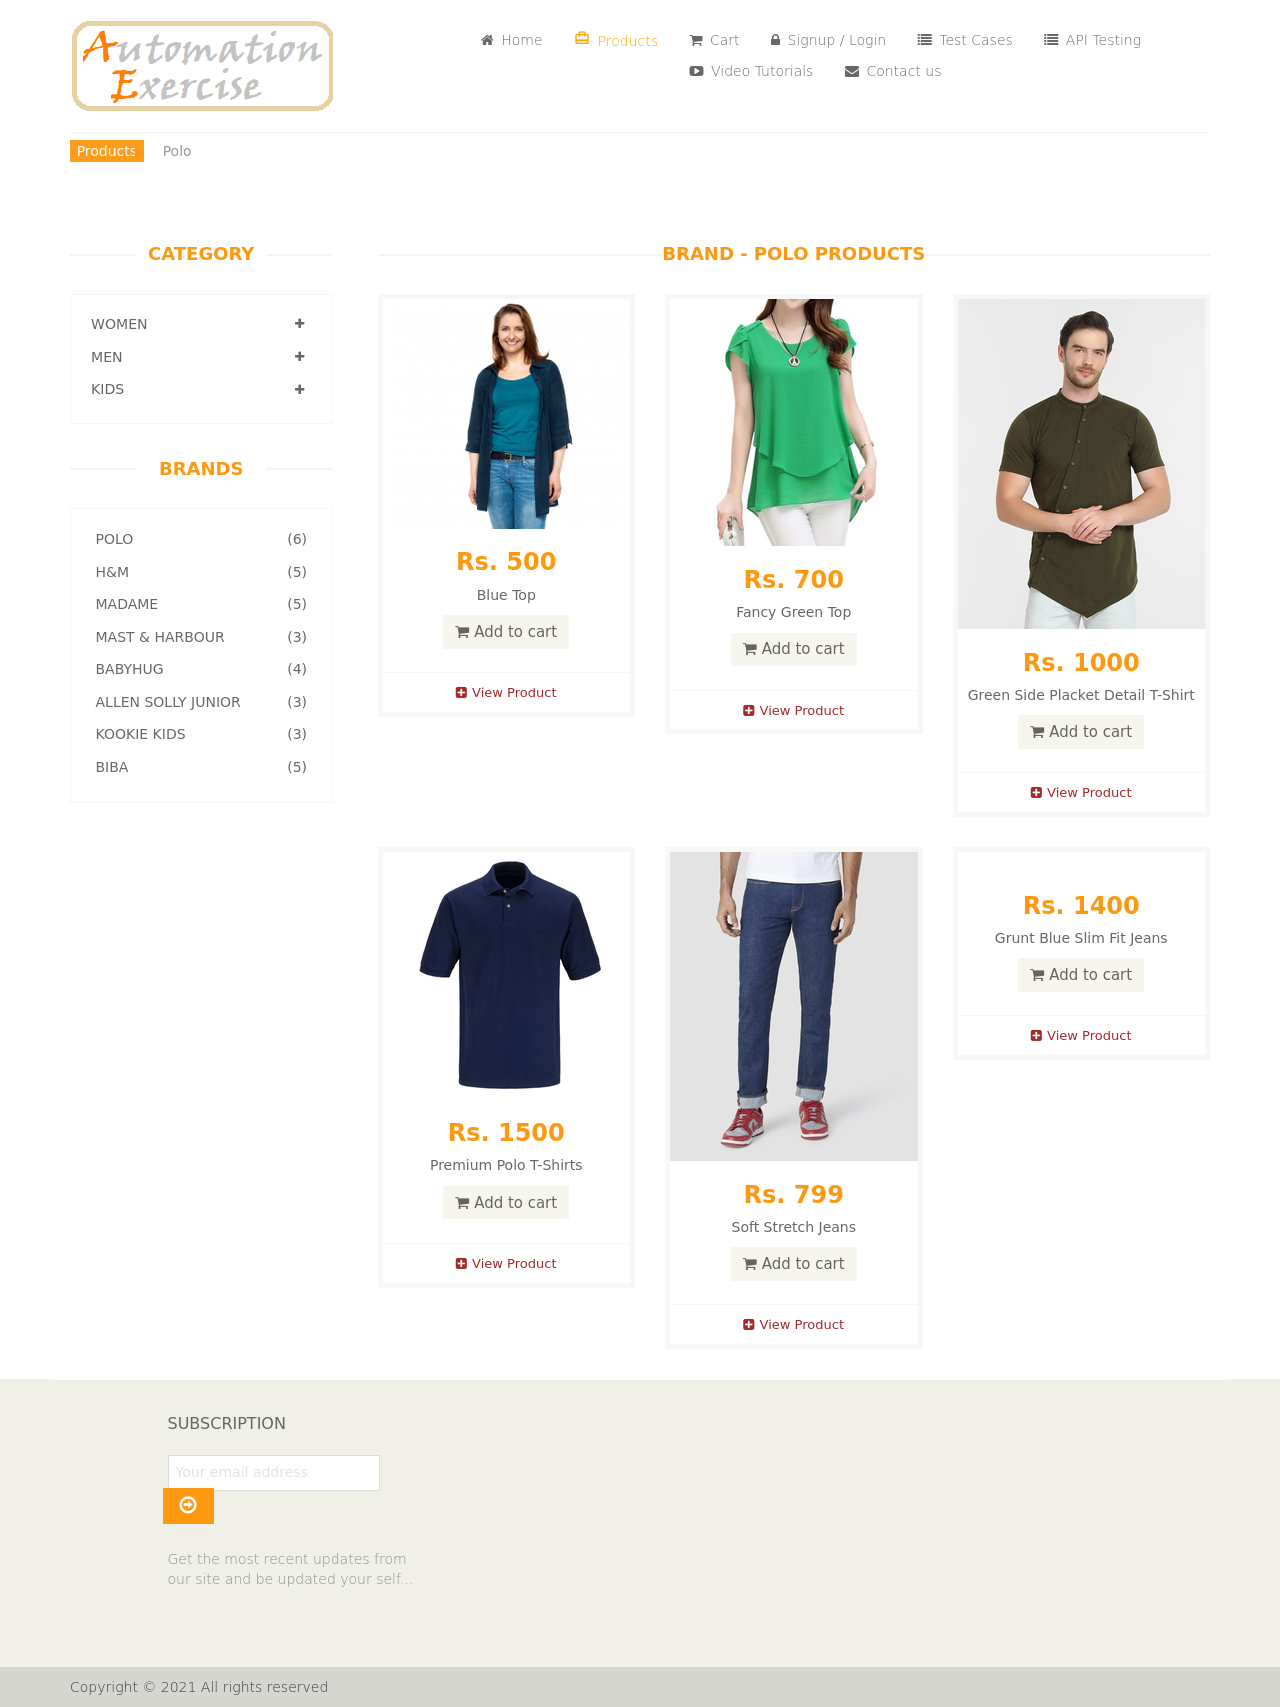 Automation
Exercise
Home
Products
Cart
Signup / Login
Test Cases
API Testing
Video Tutorials
Contact us
Products
Polo
CATEGORY
WOMEN
MEN
KIDS
BRANDS
POLO (6)
H&M (5)
MADAME (5)
MAST & HARBOUR (3)
BABYHUG (4)
ALLEN SOLLY JUNIOR (3)
KOOKIE KIDS (3)
BIBA (5)
BRAND - POLO PRODUCTS
Rs. 500
Blue Top
Add to cart
View Product
Rs. 700
Fancy Green Top
Add to cart
View Product
Rs. 1000
Green Side Placket Detail T-Shirt
Add to cart
View Product
Rs. 1500
Premium Polo T-Shirts
Add to cart
View Product
Rs. 799
Soft Stretch Jeans
Add to cart
View Product
Rs. 1400
Grunt Blue Slim Fit Jeans
Add to cart
View Product
SUBSCRIPTION
Your email address
Get the most recent updates from
our site and be updated your self...
Copyright © 2021 All rights reserved